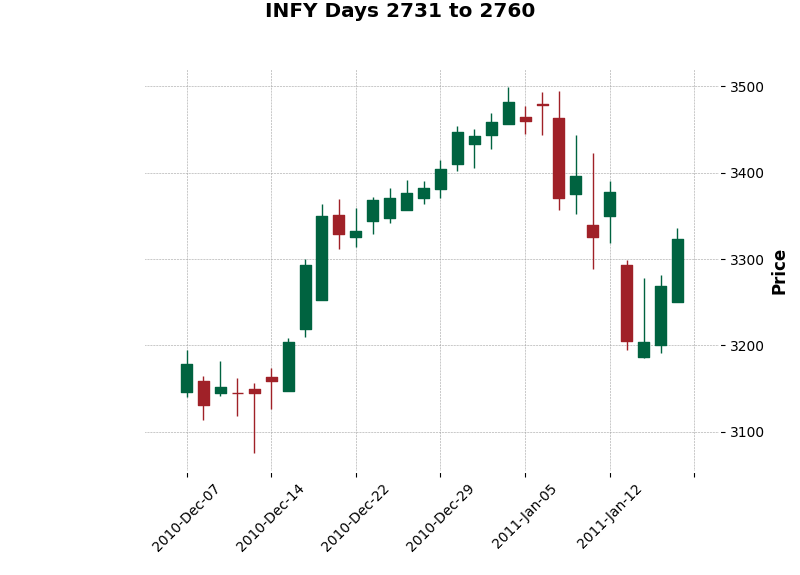 INFY Days 2731 to 2760
3500
3400
3300
3200
3100
Price
2010-Dec-07
2010-Dec-14
2010-Dec-22
2010-Dec-29
2011-Jan-05
2011-Jan-12